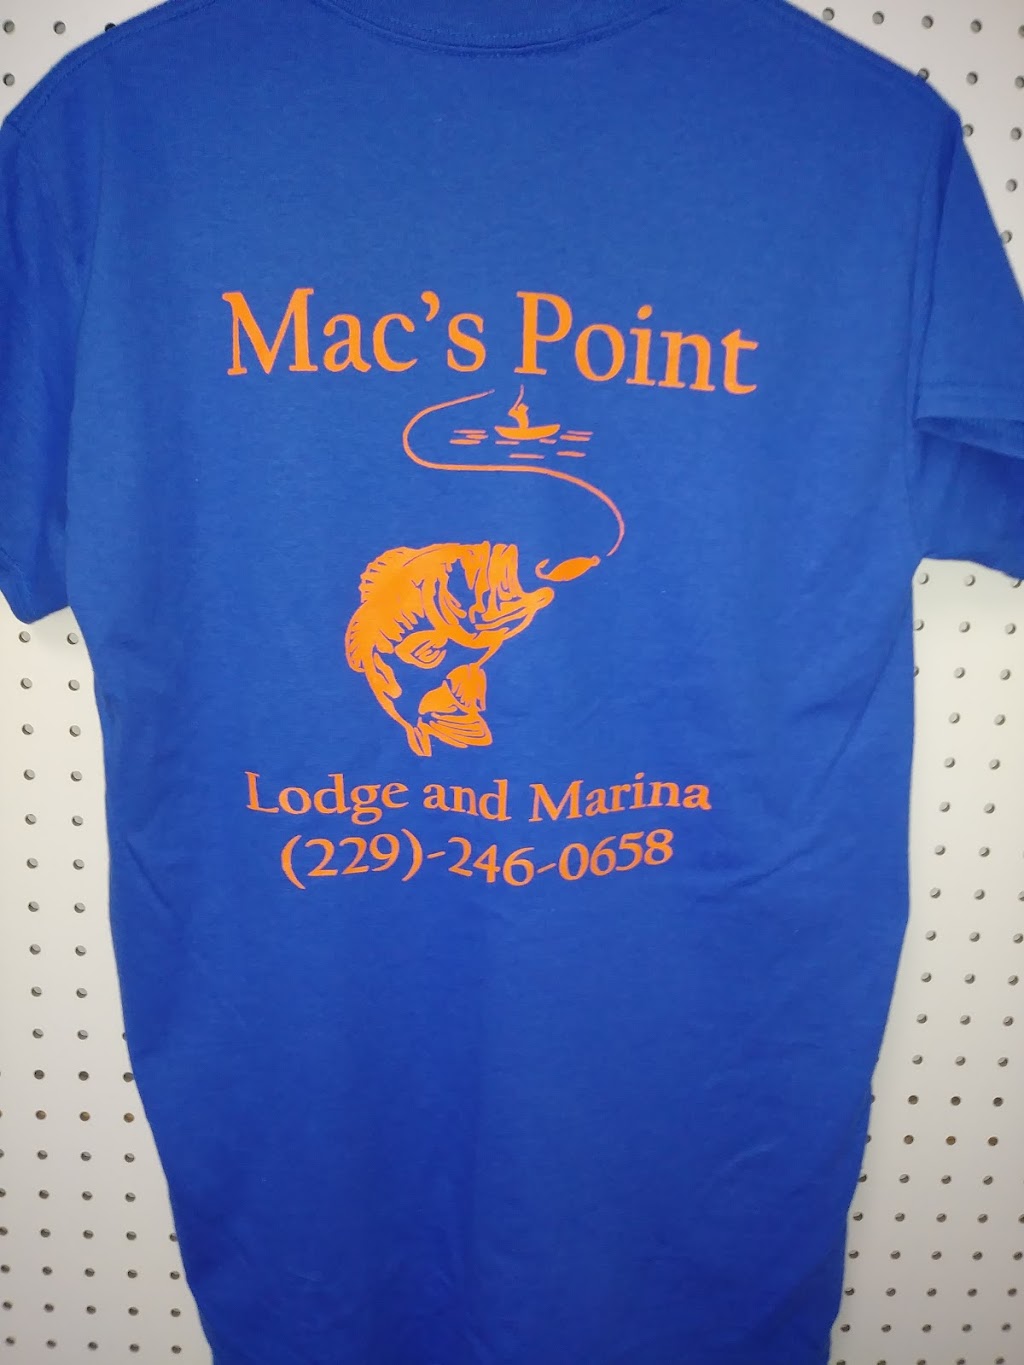 Mac's Point
Lodge and Marina
(229)-246-0658